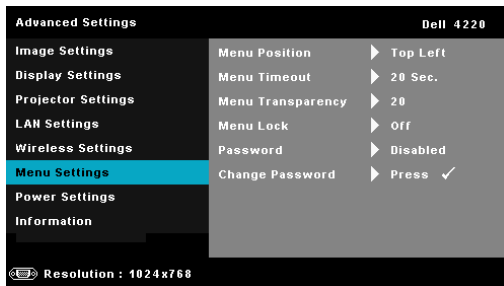 Advanced Settings Dell 4220
Image Settings
Display Settings
Projector Settings
LAN Settings
Wireless Settings
Menu Settings
Power Settings
Information
Menu Position Top Left
Menu Timeout 20 Sec.
Menu Transparency 20
Menu Lock Off
Password Disabled
Change Password Press ✓
Resolution : 1024x768